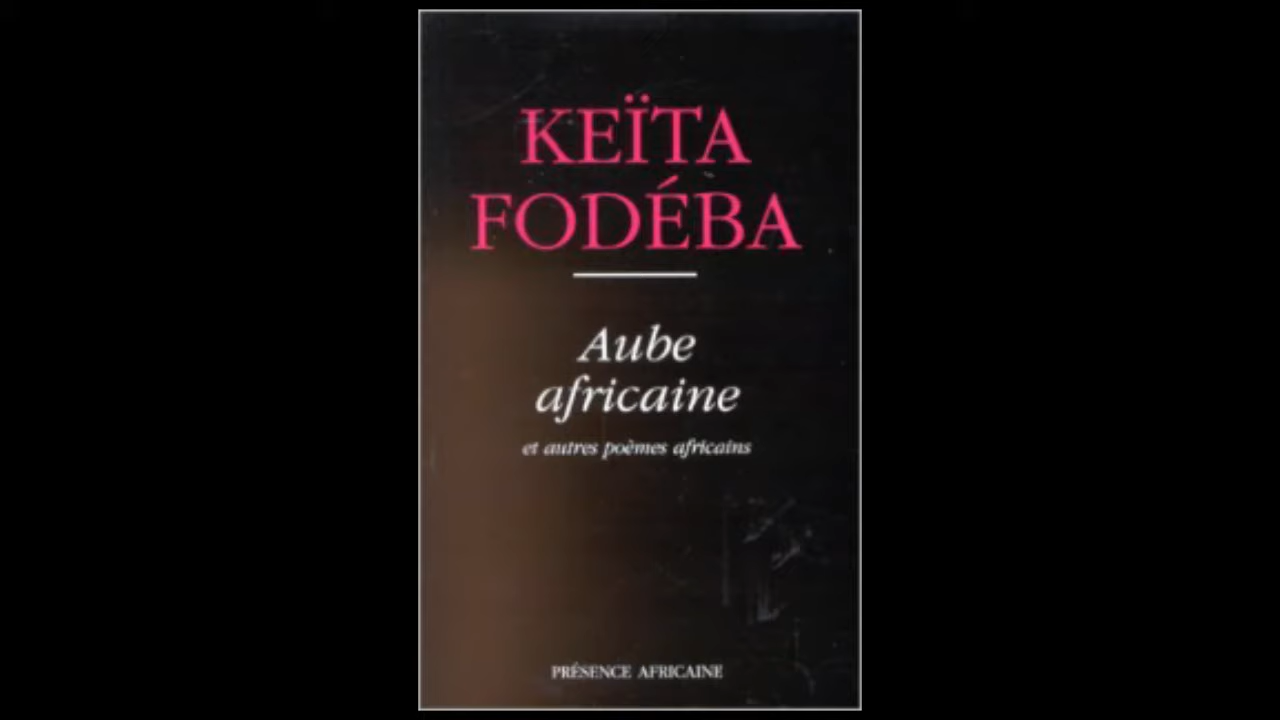 KEÏTA
FODÉBA
Aube
africaine
et autres poèmes africains
PRÉSENCE AFRICAINE